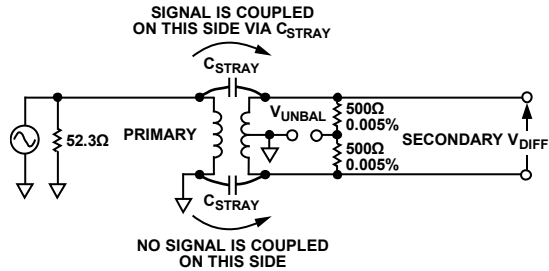 SIGNAL IS COUPLED
ON THIS SIDE VIA CSTRAY
CSTRAY
VUNBAL
500Ω
0.005%
52.3Ω
PRIMARY
SECONDARY VDIFF
500Ω
0.005%
CSTRAY
NO SIGNAL IS COUPLED
ON THIS SIDE